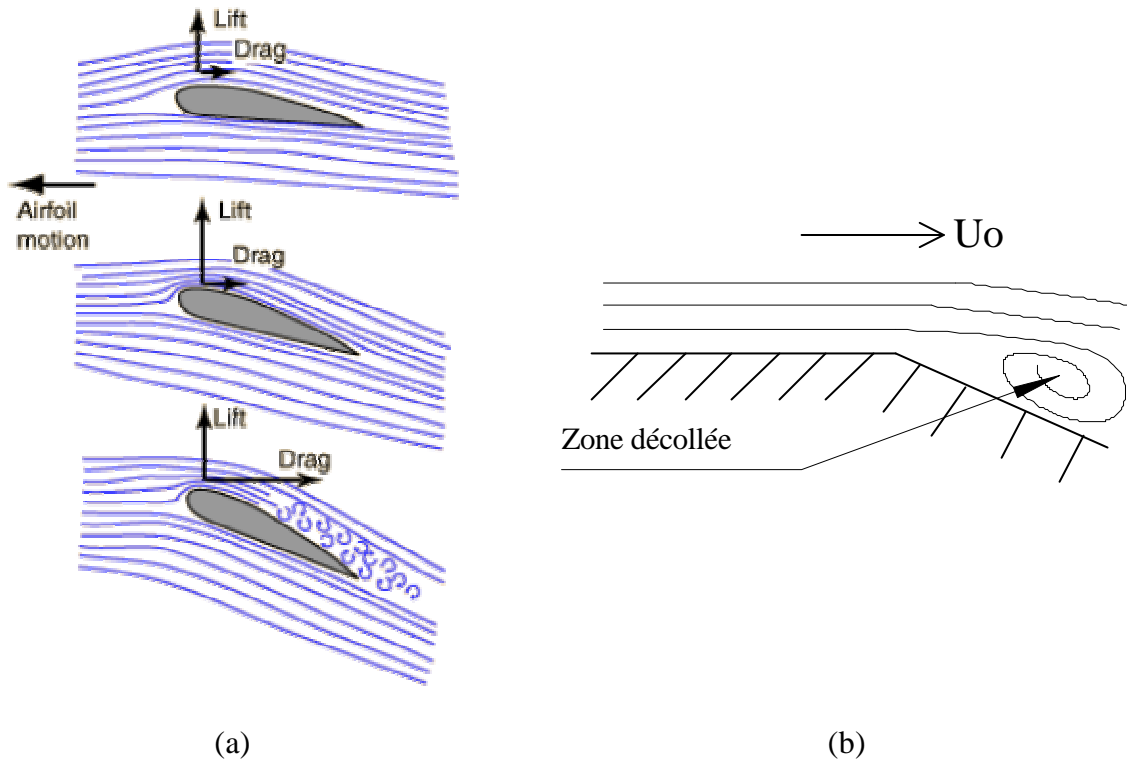 Lift
Drag
Airfoil
motion
Lift
Drag
Lift
Drag
Uo
Zone décollée
(a)
(b)